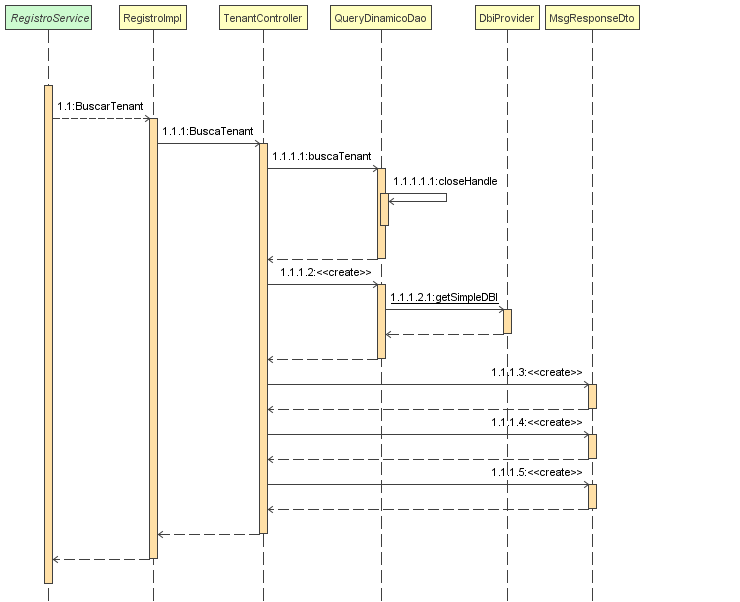 RegistroService RegistroImpl TenantController QueryDinamicoDao DbiProvider MsgResponseDto
1.1:BuscarTenant
1.1.1:BuscaTenant
1.1.1.1:buscaTenant
1.1.1.1.1:closeHandle
1.1.1.2:<<create>>
1.1.1.2.1:getSimpleDBI
1.1.1.3:<<create>>
1.1.1.4:<<create>>
1.1.1.5:<<create>>